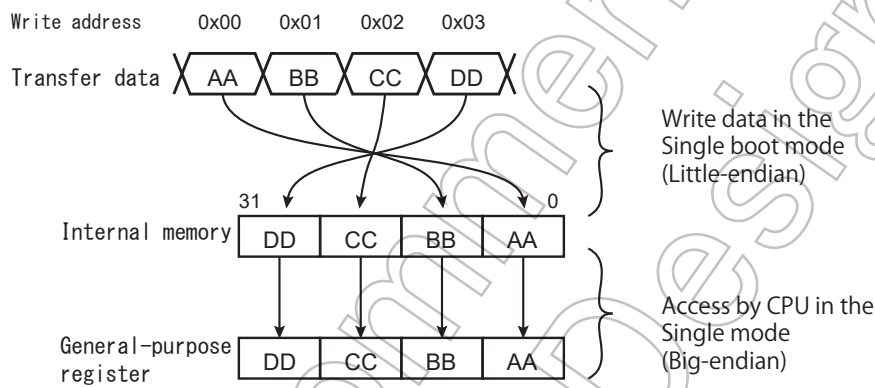 Write address 0x00 0x01 0x02 0x03
Transfer data AA BB CC DD
Write data in the
Single boot mode
(Little-endian)
31 0
Internal memory DD CC BB AA
Access by CPU in the
Single mode
(Big-endian)
General-purpose
register DD CC BB AA